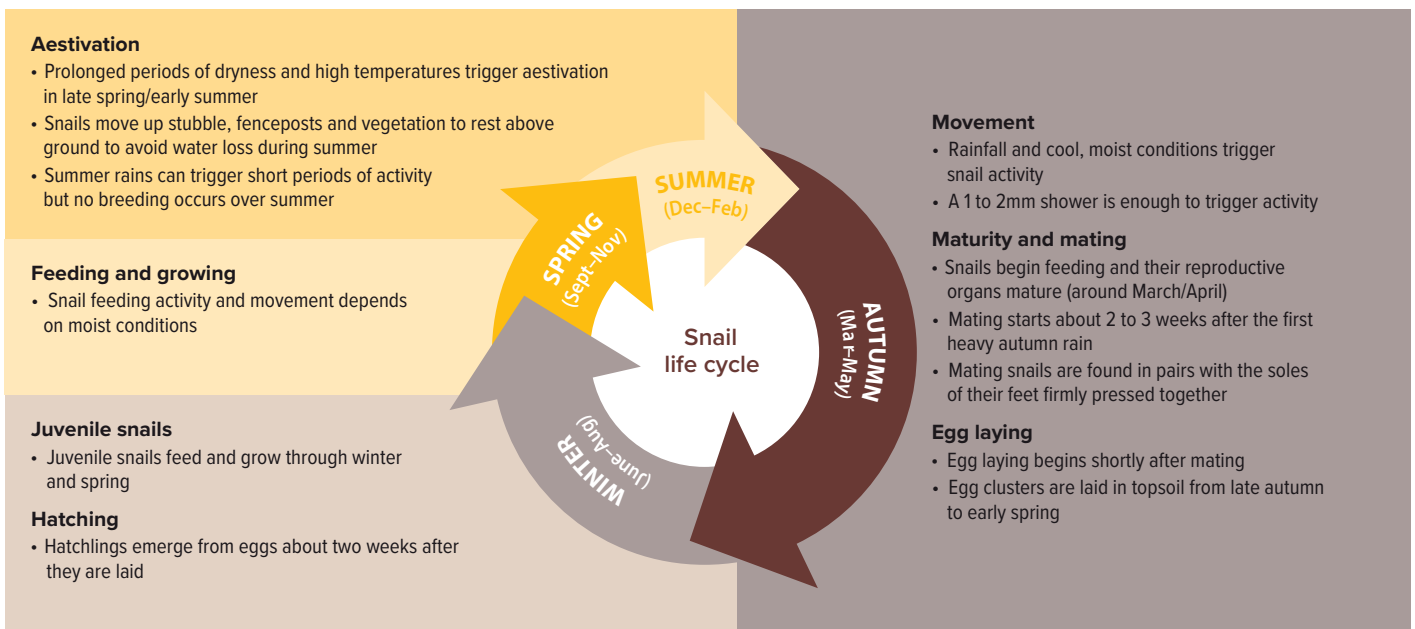 Aestivation
• Prolonged periods of dryness and high temperatures trigger aestivation
in late spring/early summer
• Snails move up stubble, fenceposts and vegetation to rest above
ground to avoid water loss during summer
• Summer rains can trigger short periods of activity
but no breeding occurs over summer
Feeding and growing
• Snail feeding activity and movement depends
on moist conditions
Juvenile snails
• Juvenile snails feed and grow through winter
and spring
Hatching
• Hatchlings emerge from eggs about two weeks after
they are laid
SUMMER
(Dec–Feb)
SPRING
(Sept–Nov)
Snail
life cycle
AUTUMN
(Mar–May)
WINTER
(June–Aug)
Movement
• Rainfall and cool, moist conditions trigger
snail activity
• A 1 to 2mm shower is enough to trigger activity
Maturity and mating
• Snails begin feeding and their reproductive
organs mature (around March/April)
• Mating starts about 2 to 3 weeks after the first
heavy autumn rain
• Mating snails are found in pairs with the soles
of their feet firmly pressed together
Egg laying
• Egg laying begins shortly after mating
• Egg clusters are laid in topsoil from late autumn
to early spring